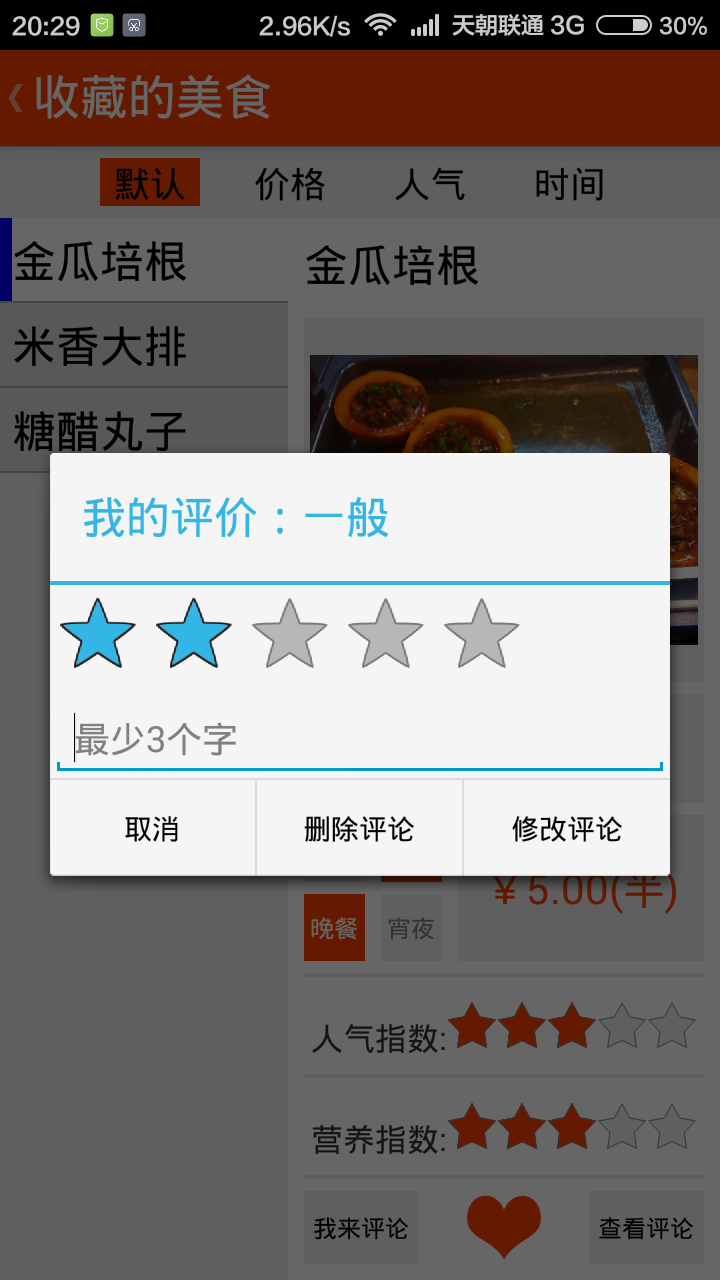 20:29 2.96K/s 天朝联通 3G 30%
收藏的美食
默认 价格 人气 时间
金瓜培根
米香大排
糖醋丸子
金瓜培根
我的评价：一般
最少3个字
取消 删除评论 修改评论
¥ 5.00(半)
晚餐 宵夜
人气指数:
营养指数:
我来评论 查看评论